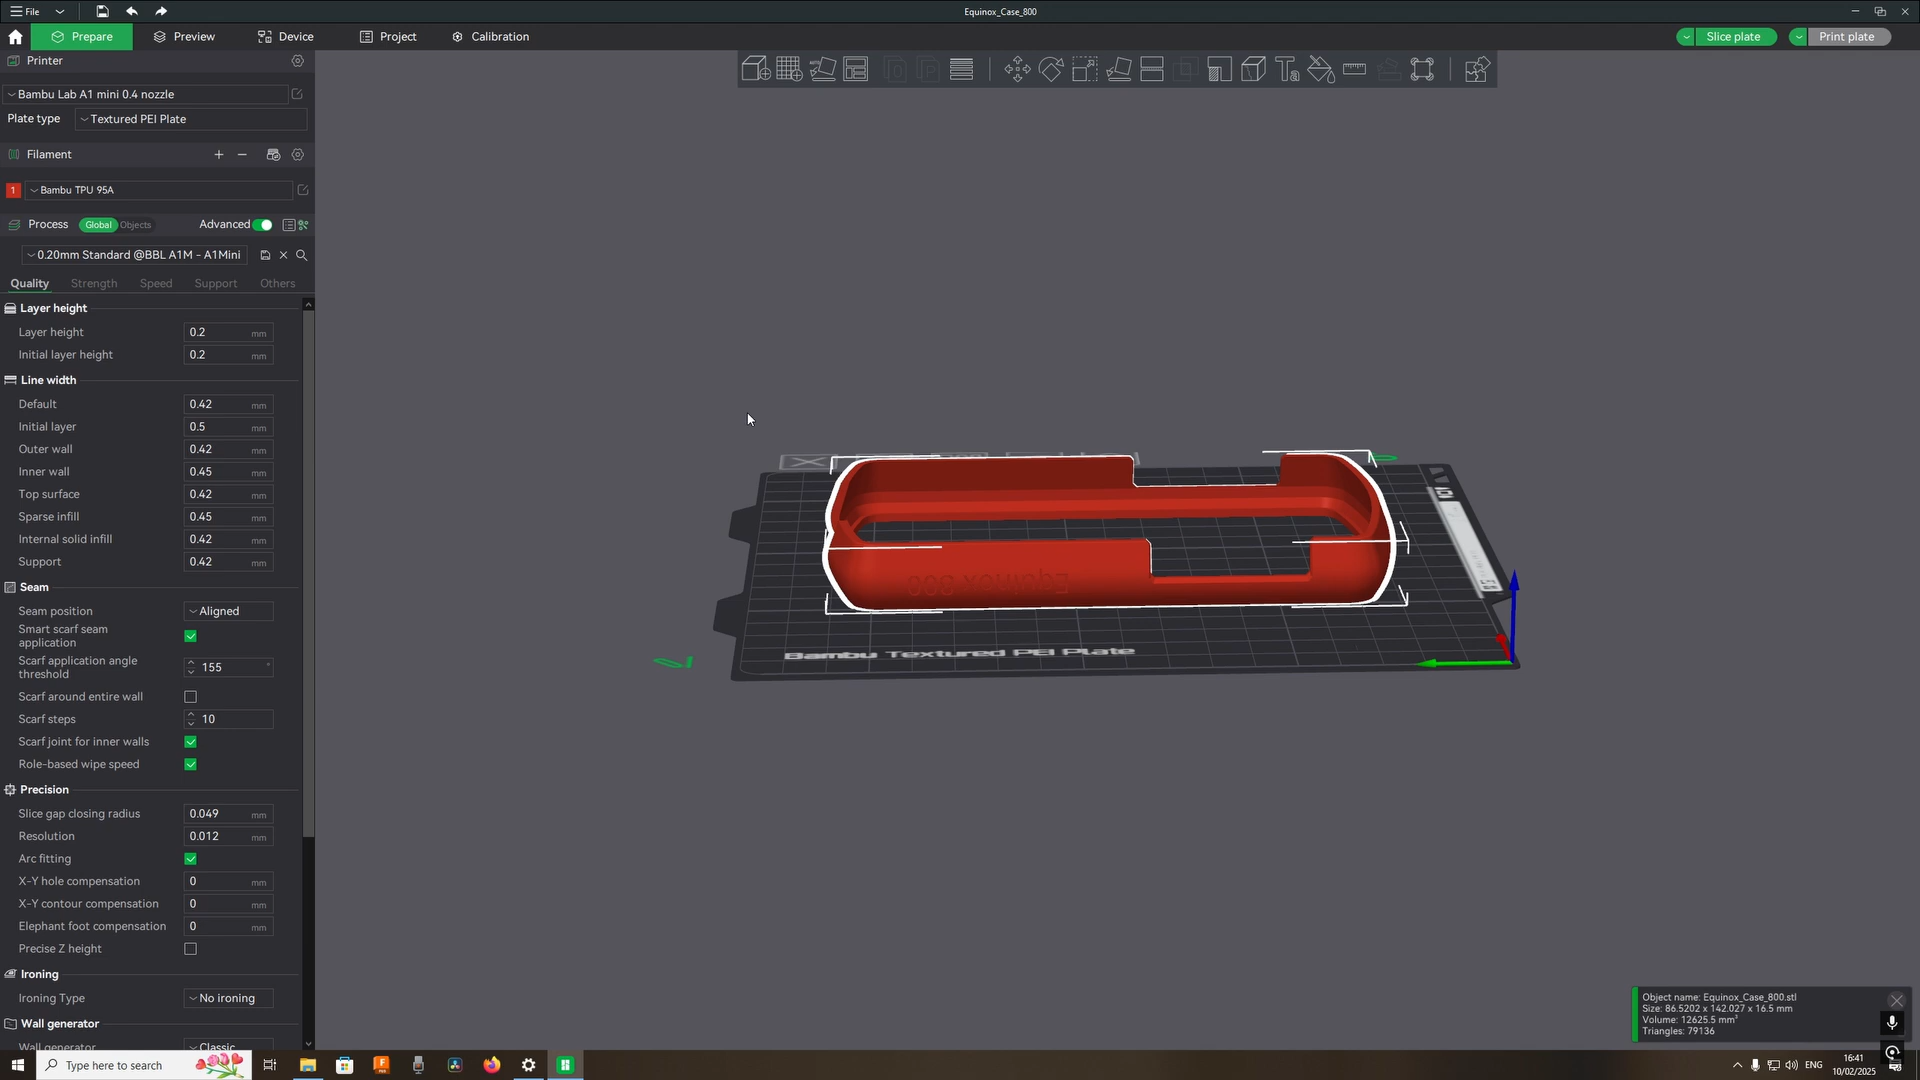 File
Equinox_Case_800
Prepare
Preview
Device
Project
Calibration
Slice plate
Print plate
Printer
Bambu Lab A1 mini 0.4 nozzle
Plate type
Textured PEI Plate
Filament
1
Bambu TPU 95A
Process
Global
Objects
Advanced
0.20mm Standard @BBL A1M - A1Mini
Quality
Strength
Speed
Support
Others
Layer height
Layer height 0.2 mm
Initial layer height 0.2 mm
Line width
Default 0.42 mm
Initial layer 0.5 mm
Outer wall 0.42 mm
Inner wall 0.45 mm
Top surface 0.42 mm
Sparse infill 0.45 mm
Internal solid infill 0.42 mm
Support 0.42 mm
Seam
Seam position Aligned
Smart scarf seam
application
Scarf application angle
threshold
155 °
Scarf around entire wall
Scarf steps 10
Scarf joint for inner walls
Role-based wipe speed
Precision
Slice gap closing radius 0.049 mm
Resolution 0.012 mm
Arc fitting
X-Y hole compensation 0 mm
X-Y contour compensation 0 mm
Elephant foot compensation 0 mm
Precise Z height
Ironing
Ironing Type No ironing
Wall generator
Wall generator Classic
Equinox 800
Bambu Textured PEI Plate
Object name: Equinox_Case_800.stl
Size: 86.5202 x 142.027 x 16.5 mm
Volume: 12625.5 mm³
Triangles: 79136
Type here to search
ENG
16:41
10/02/2025